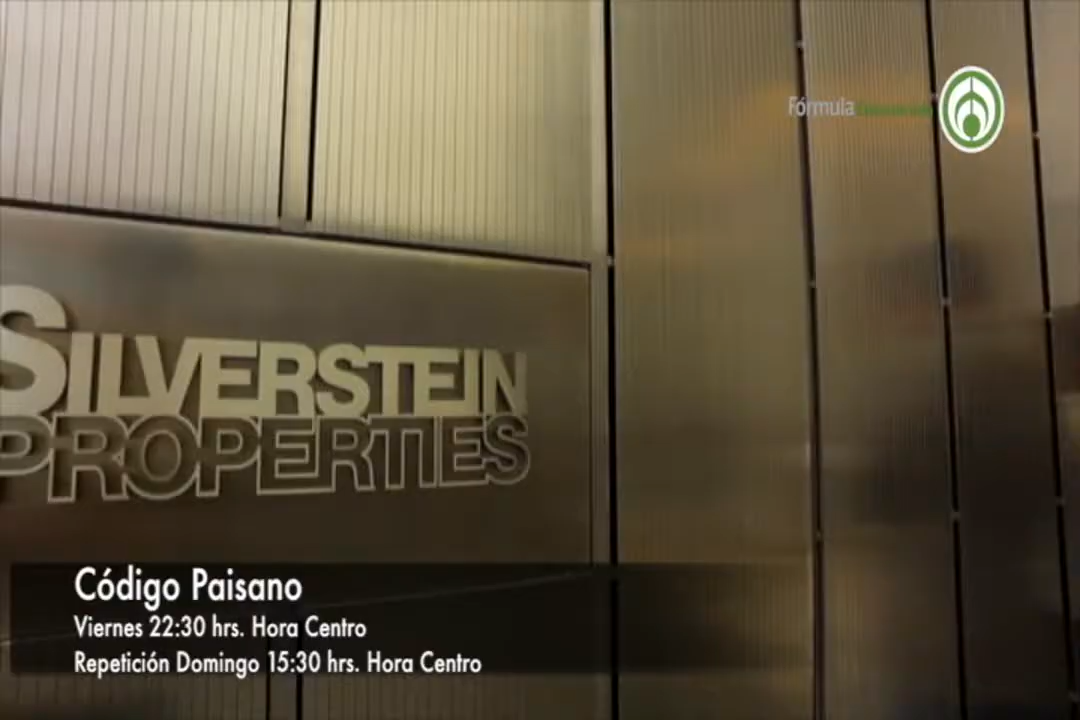 Fórmula
SILVERSTEIN
PROPERTIES
Código Paisano
Viernes 22:30 hrs. Hora Centro
Repetición Domingo 15:30 hrs. Hora Centro